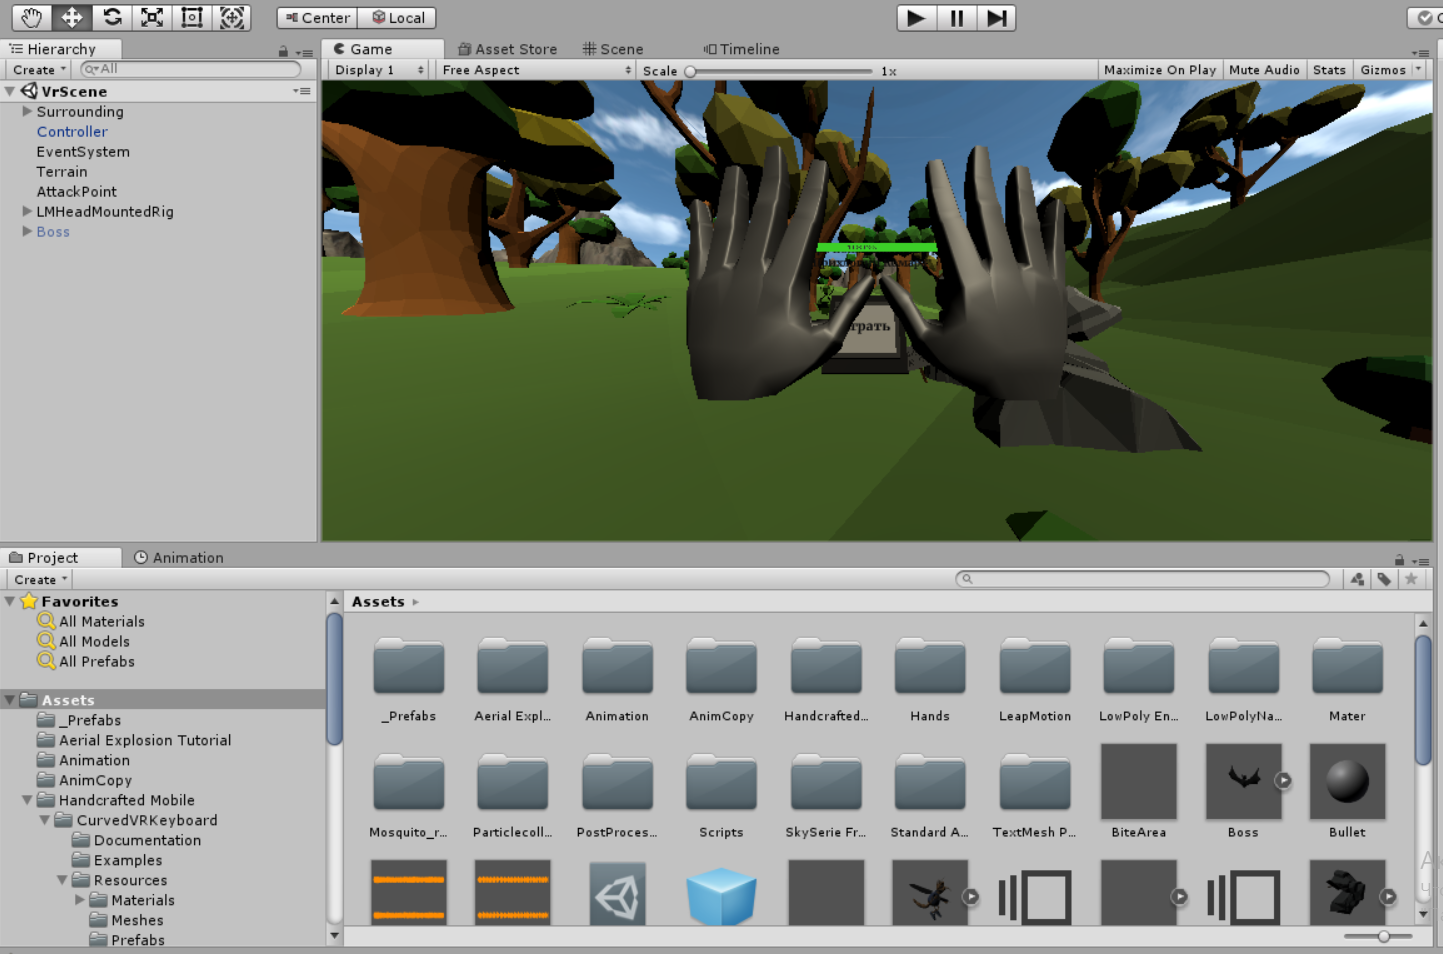 Center Local
Hierarchy
Create All
VrScene
Surrounding
Controller
EventSystem
Terrain
AttackPoint
LMHeadMountedRig
Boss
Game Asset Store Scene Timeline
Display 1 Free Aspect Scale 1x Maximize On Play Mute Audio Stats Gizmos
100%
грать
Project Animation
Create
Favorites
All Materials
All Models
All Prefabs
Assets
_Prefabs
Aerial Explosion Tutorial
Animation
AnimCopy
Handcrafted Mobile
CurvedVRKeyboard
Documentation
Examples
Resources
Materials
Meshes
Prefabs
Assets
_Prefabs Aerial Expl... Animation AnimCopy Handcrafted... Hands LeapMotion LowPoly En... LowPolyNa... Mater
Mosquito_r... Particlecoll... PostProces... Scripts SkySerie Fr... Standard A... TextMesh P... BiteArea Boss Bullet